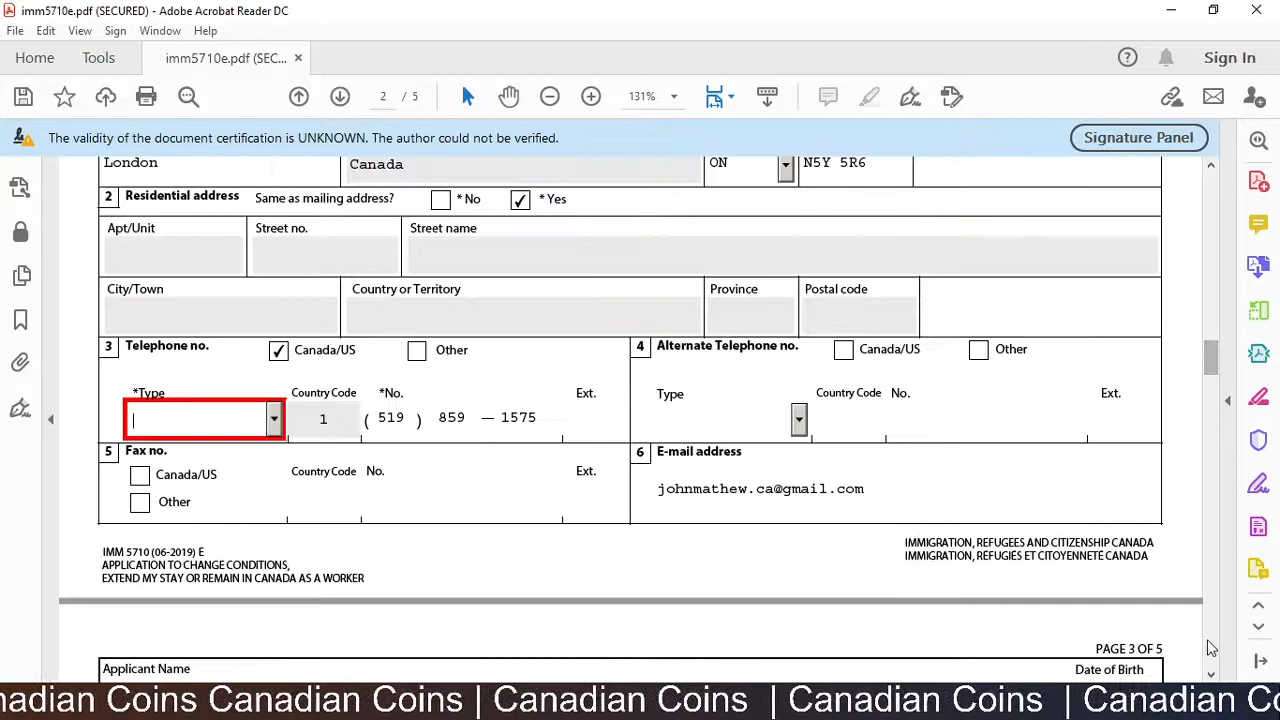 imm5710e.pdf (SECURED) - Adobe Acrobat Reader DC
File Edit View Sign Window Help
Home Tools imm5710e.pdf (SEC... × Sign In
2 / 5 131%
The validity of the document certification is UNKNOWN. The author could not be verified. Signature Panel
London Canada ON N5Y 5R6
2 Residential address Same as mailing address? * No * Yes
Apt/Unit Street no. Street name
City/Town Country or Territory Province Postal code
3 Telephone no. Canada/US Other 4 Alternate Telephone no. Canada/US Other
*Type Country Code *No. Ext. Type Country Code No. Ext.
1 ( 519 ) 859 — 1575
5 Fax no. 6 E-mail address
Canada/US Country Code No. Ext.
Other johnmathew.ca@gmail.com
IMM 5710 (06-2019) E
APPLICATION TO CHANGE CONDITIONS,
EXTEND MY STAY OR REMAIN IN CANADA AS A WORKER
IMMIGRATION, REFUGEES AND CITIZENSHIP CANADA
IMMIGRATION, RÉFUGIÉS ET CITOYENNETÉ CANADA
PAGE 3 OF 5
Applicant Name Date of Birth
nadian Coins Canadian Coins | Canadian Coins | Canadian Coins | Canadian Co